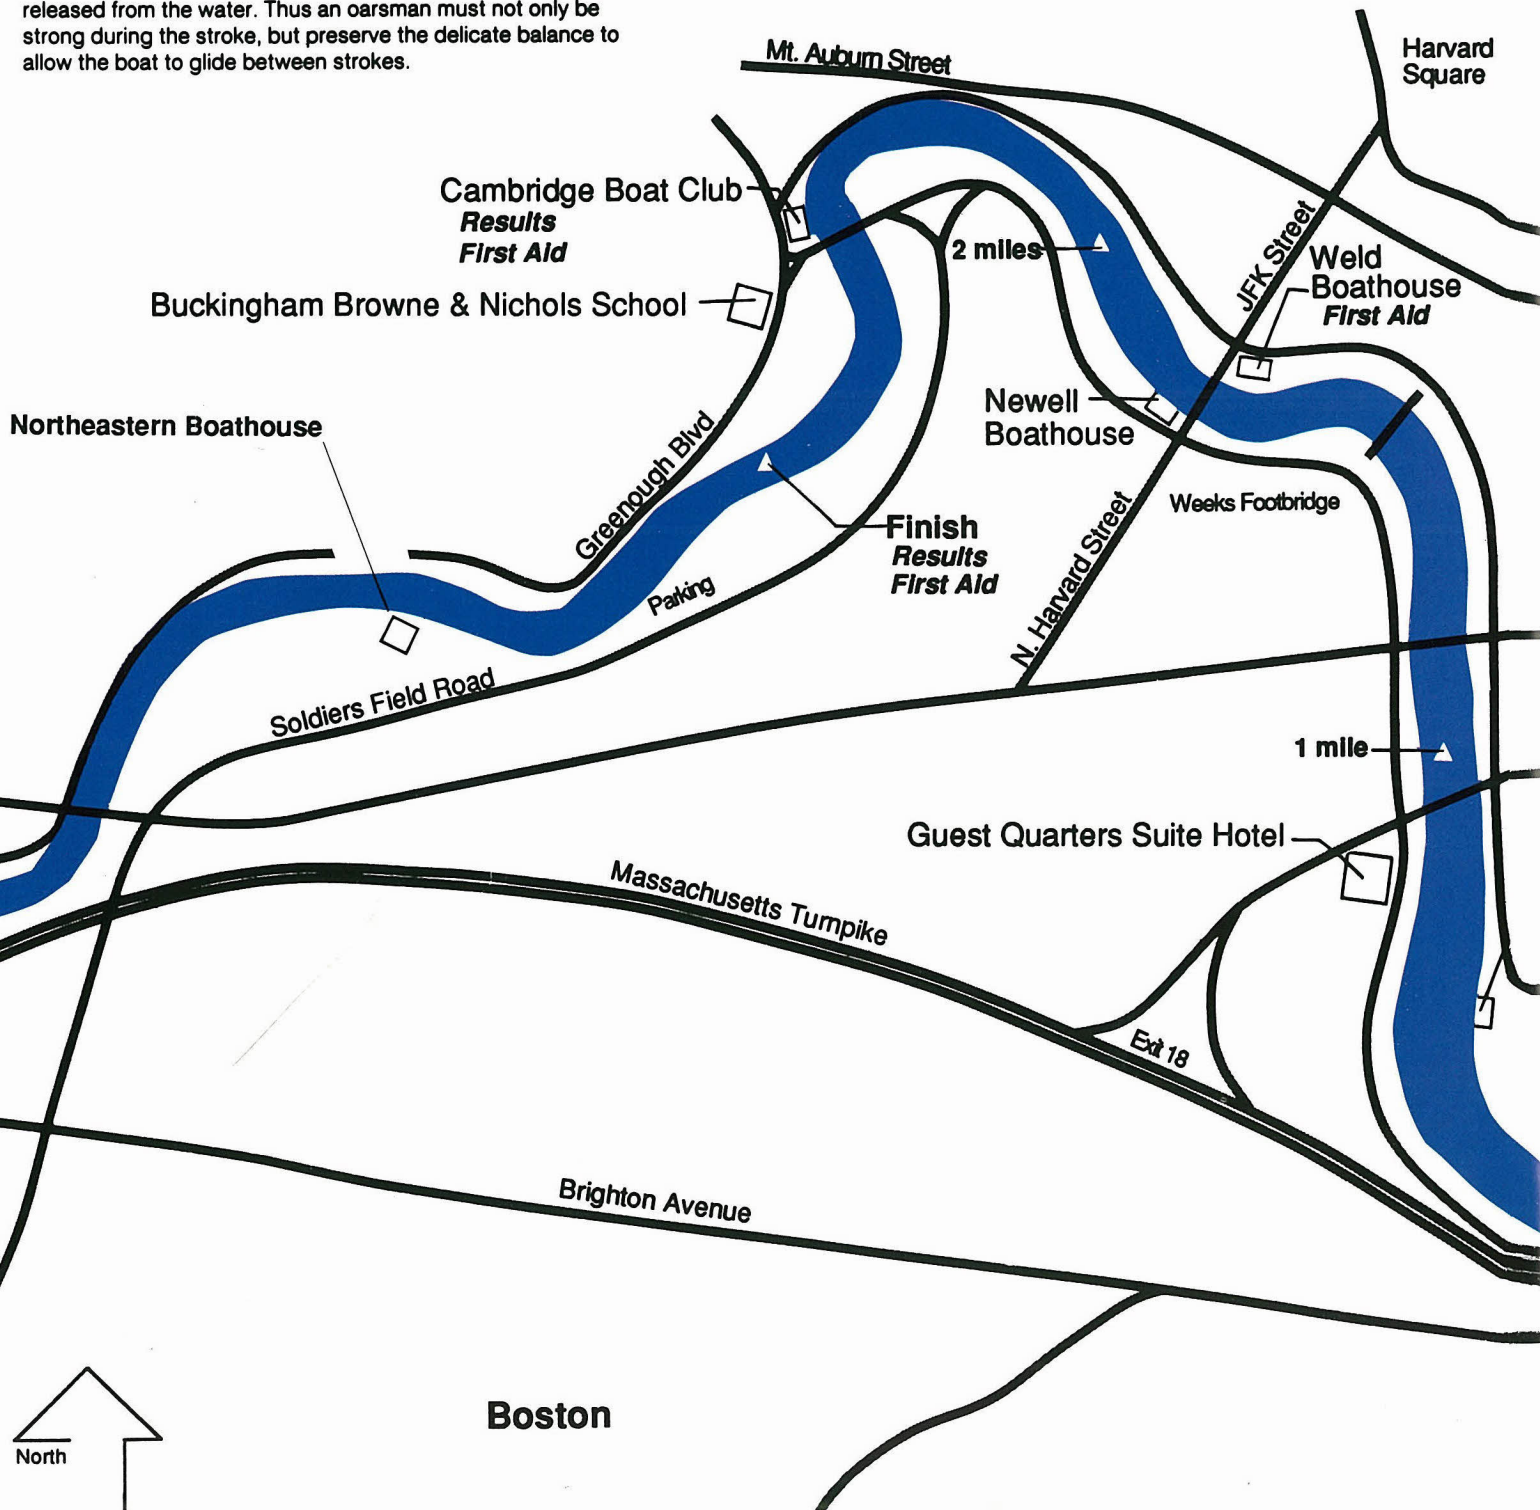 released from the water. Thus an oarsman must not only be
strong during the stroke, but preserve the delicate balance to
allow the boat to glide between strokes.
Mt. Auburn Street
Harvard
Square
Cambridge Boat Club
Results
First Aid
2 miles
JFK Street
Weld
Boathouse
First Aid
Buckingham Browne & Nichols School
Newell
Boathouse
Northeastern Boathouse
Greenough Blvd
Weeks Footbridge
Finish
Results
First Aid
N. Harvard Street
Parking
Soldiers Field Road
1 mile
Guest Quarters Suite Hotel
Massachusetts Turnpike
Exit 18
Brighton Avenue
Boston
North